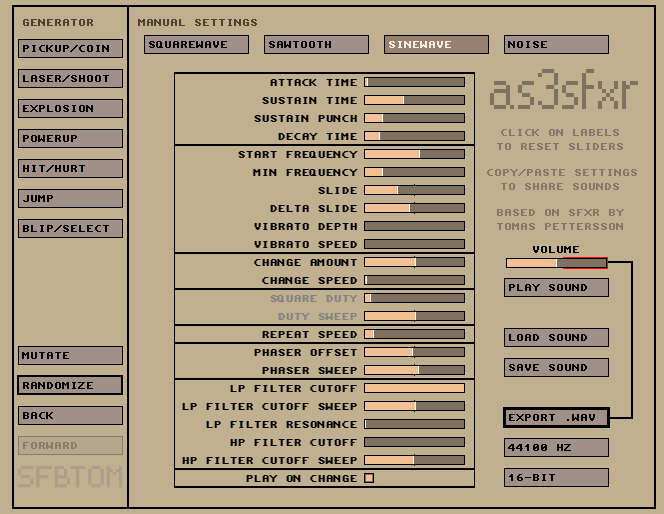 GENERATOR
PICKUP/COIN
LASER/SHOOT
EXPLOSION
POWERUP
HIT/HURT
JUMP
BLIP/SELECT
MUTATE
RANDOMIZE
BACK
FORWARD
SFBTOM
MANUAL SETTINGS
SQUAREWAVE
SAWTOOTH
SINEWAVE
NOISE
ATTACK TIME
SUSTAIN TIME
SUSTAIN PUNCH
DECAY TIME
START FREQUENCY
MIN FREQUENCY
SLIDE
DELTA SLIDE
VIBRATO DEPTH
VIBRATO SPEED
CHANGE AMOUNT
CHANGE SPEED
SQUARE DUTY
DUTY SWEEP
REPEAT SPEED
PHASER OFFSET
PHASER SWEEP
LP FILTER CUTOFF
LP FILTER CUTOFF SWEEP
LP FILTER RESONANCE
HP FILTER CUTOFF
HP FILTER CUTOFF SWEEP
PLAY ON CHANGE
as3sfxr
CLICK ON LABELS
TO RESET SLIDERS
COPY/PASTE SETTINGS
TO SHARE SOUNDS
BASED ON SFXR BY
TOMAS PETTERSSON
VOLUME
PLAY SOUND
LOAD SOUND
SAVE SOUND
EXPORT .WAV
44100 HZ
16-BIT